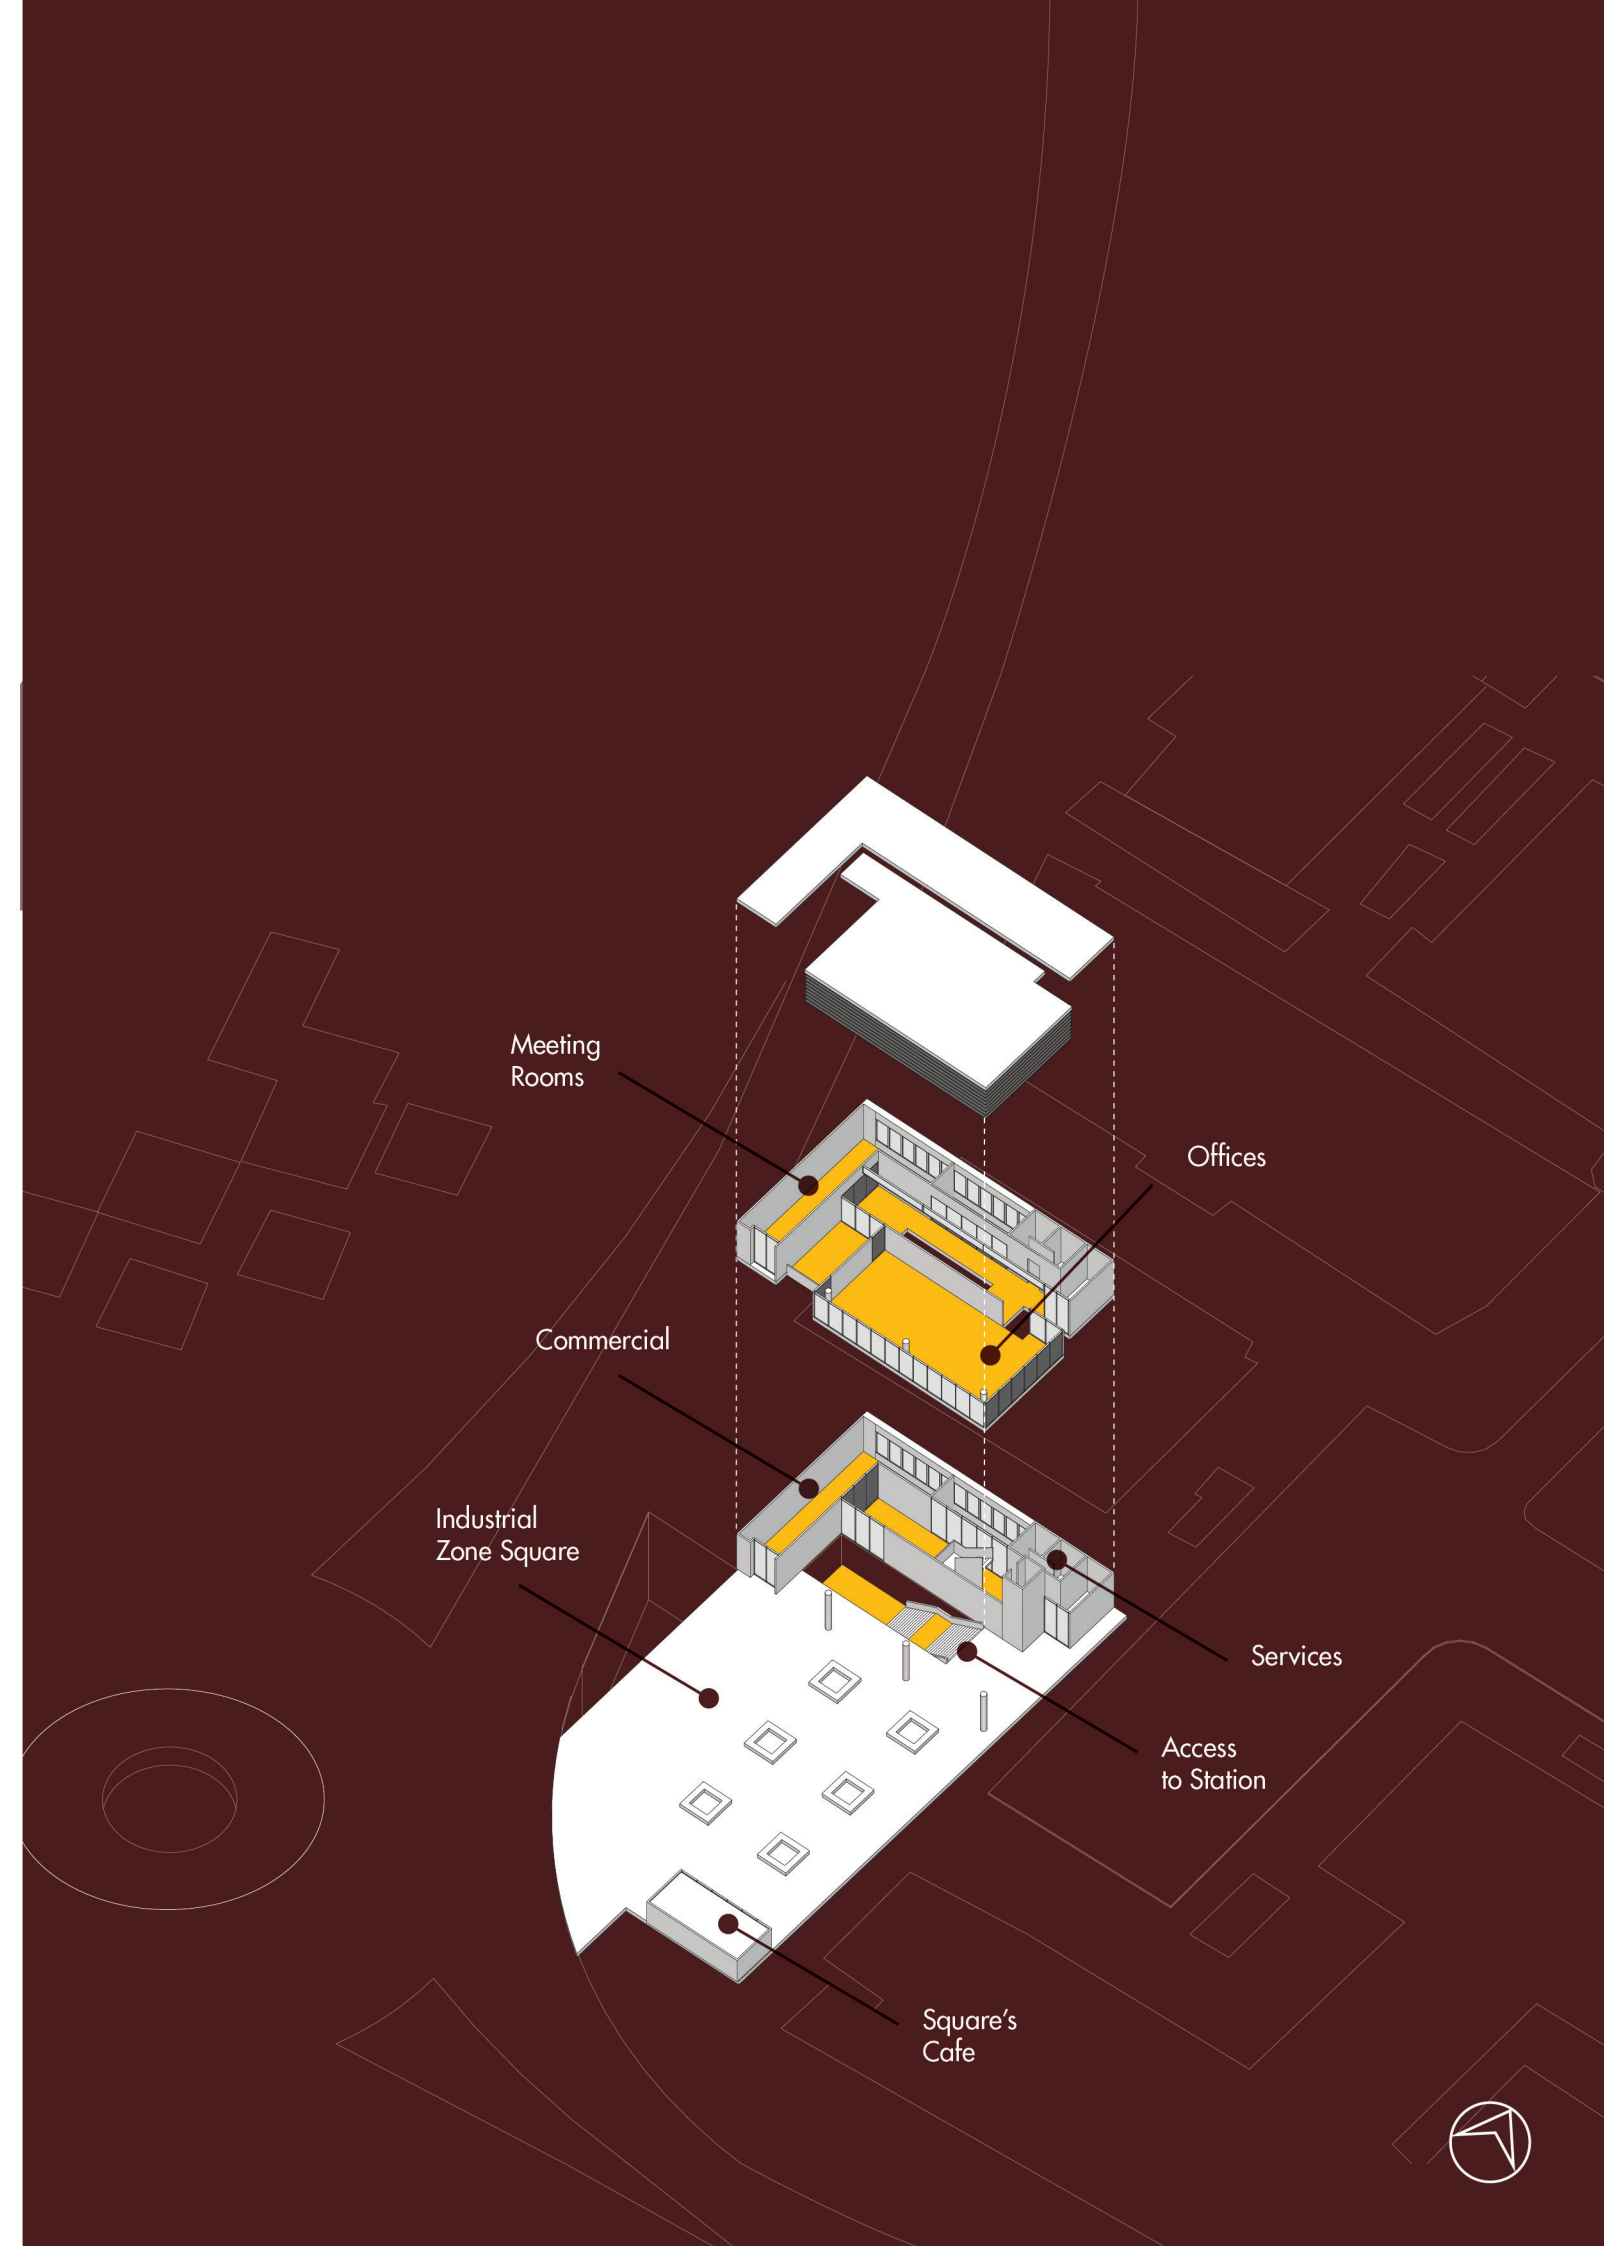 Meeting
Rooms
Offices
Commercial
Industrial
Zone Square
Services
Access
to Station
Square’s
Cafe